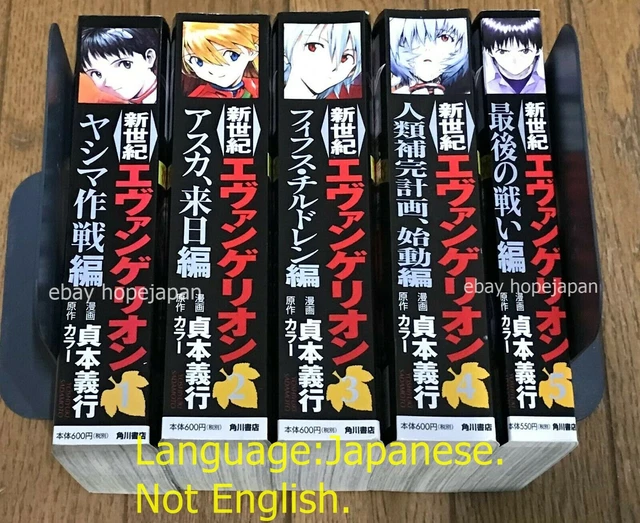 新世紀
エヴァンゲリオン
ヤシマ作戦編
漫画 貞本義行
原作 カラー
1
本体600円(税別)
角川書店
新世紀
エヴァンゲリオン
アスカ、来日編
漫画 貞本義行
原作 カラー
2
本体600円(税別)
角川書店
新世紀
エヴァンゲリオン
フィフス・チルドレン編
漫画 貞本義行
原作 カラー
3
本体600円(税別)
角川書店
新世紀
エヴァンゲリオン
人類補完計画、始動編
漫画 貞本義行
原作 カラー
4
本体600円(税別)
角川書店
新世紀
エヴァンゲリオン
最後の戦い編
漫画 貞本義行
原作 カラー
5
本体550円(税別)
角川書店
ebay hopejapan
ebay hopejapan
Language:Japanese.
Not English.